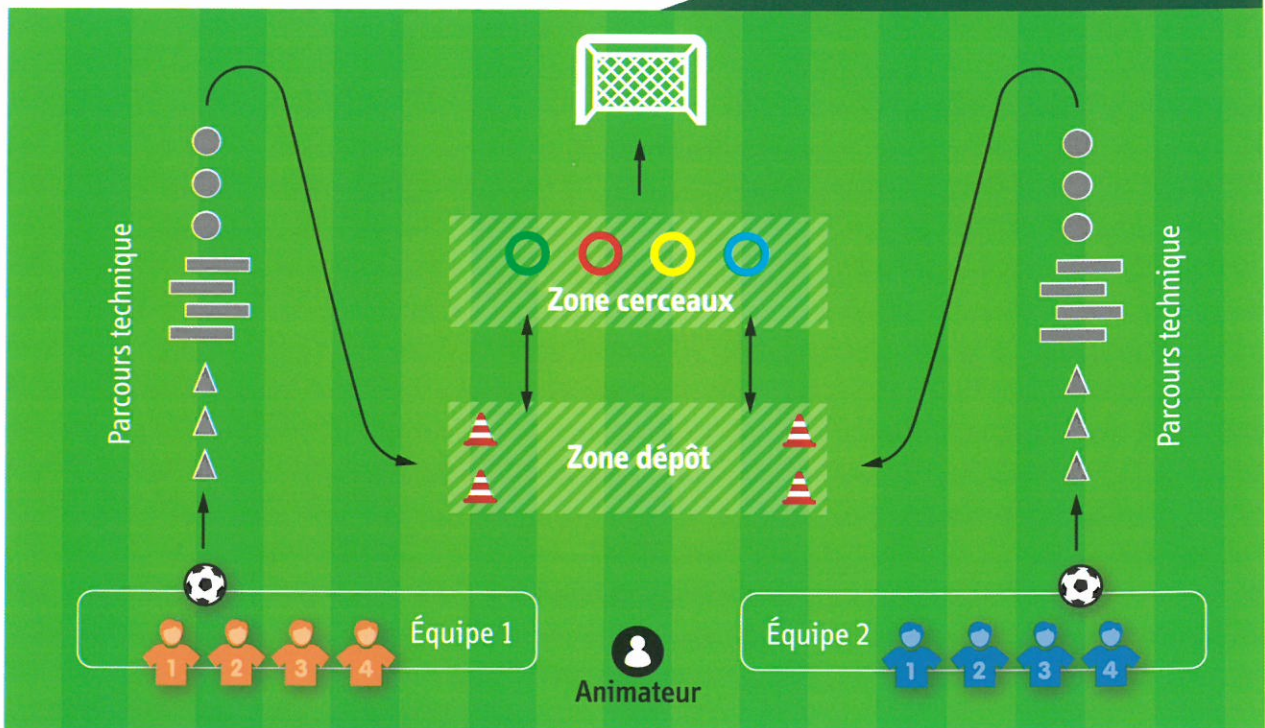 Parcours technique
Zone cerceaux
Parcours technique
Zone dépôt
Équipe 1
1 2 3 4
Équipe 2
1 2 3 4
Animateur